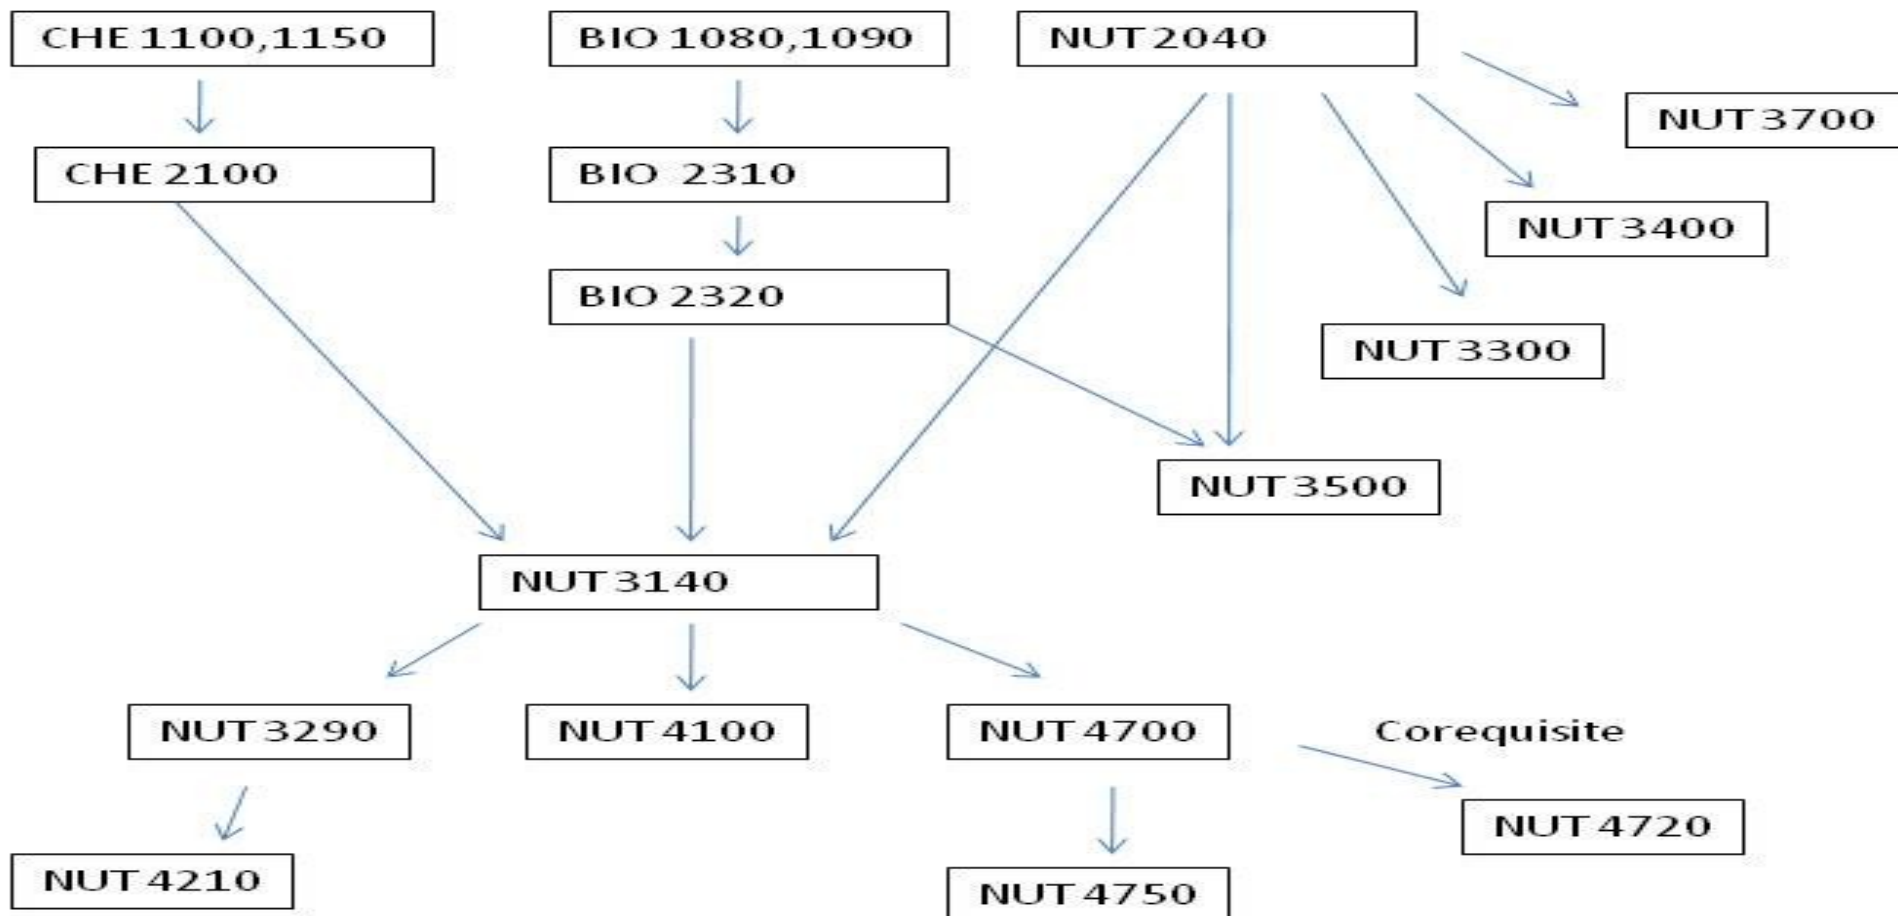 CHE 1100,1150
BIO 1080,1090
NUT 2040
NUT 3700
CHE 2100
BIO 2310
NUT 3400
BIO 2320
NUT 3300
NUT 3500
NUT 3140
NUT 3290
NUT 4100
NUT 4700
Corequisite
NUT 4720
NUT 4210
NUT 4750